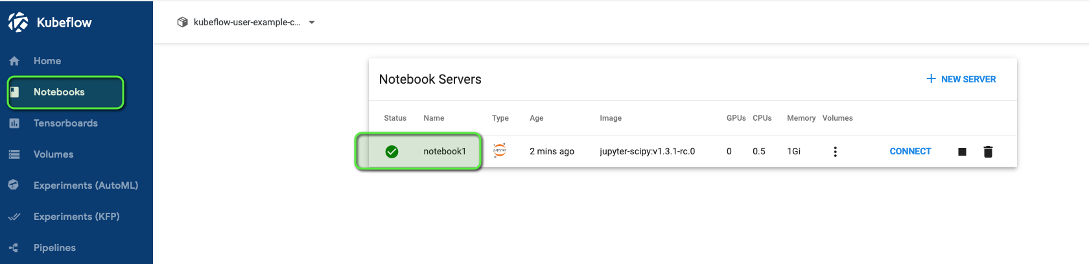 Kubeflow
kubeflow-user-example-c...
Home
Notebooks
Tensorboards
Volumes
Experiments (AutoML)
Experiments (KFP)
Pipelines
Notebook Servers
NEW SERVER
Status Name Type Age Image GPUs CPUs Memory Volumes
notebook1 jupyter 2 mins ago jupyter-scipy:v1.3.1-rc.0 0 0.5 1Gi CONNECT